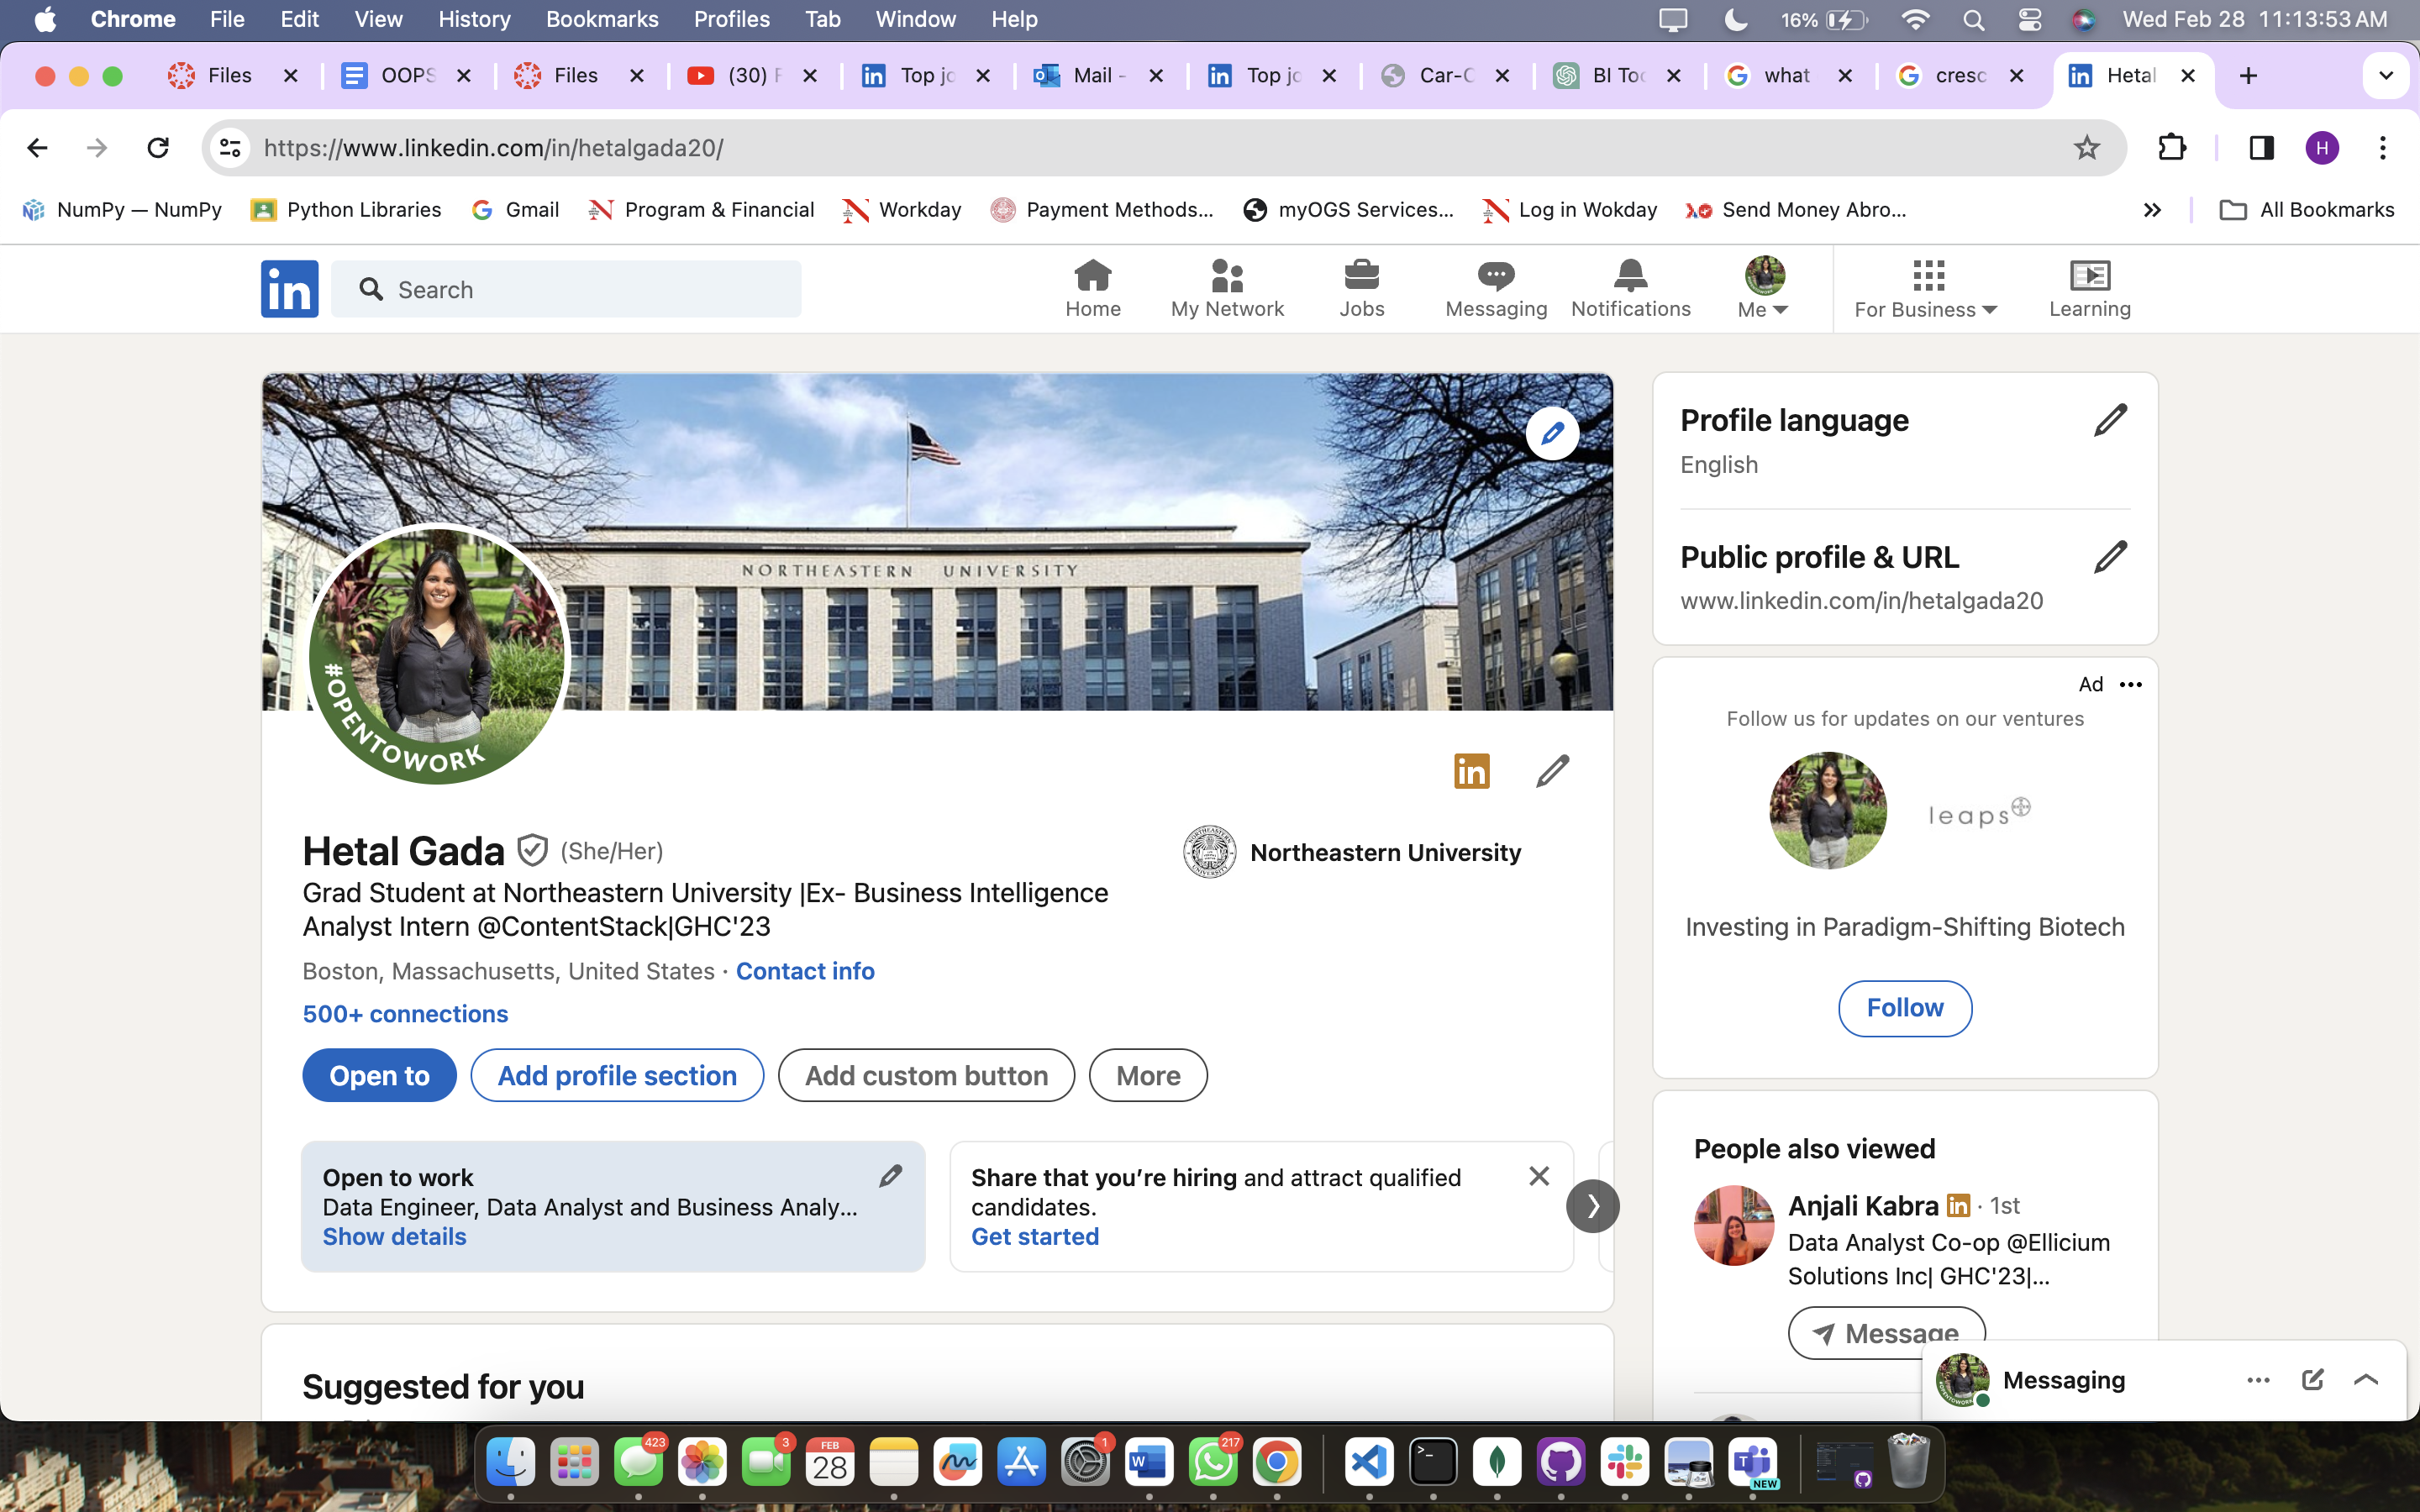 Chrome File Edit View History Bookmarks Profiles Tab Window Help 16% Wed Feb 28 11:13:53 AM
Files OOPS Files (30) Top jo Mail - Top jo Car-C BI Too what cresc Hetal
https://www.linkedin.com/in/hetalgada20/ H
NumPy — NumPy Python Libraries Gmail Program & Financial Workday Payment Methods... myOGS Services... Log in Wokday Send Money Abro... All Bookmarks
in Search Home My Network Jobs Messaging Notifications Me For Business Learning
NORTHEASTERN UNIVERSITY
#OPENTOWORK
in
Hetal Gada (She/Her)
Northeastern University
Grad Student at Northeastern University |Ex- Business Intelligence
Analyst Intern @ContentStack|GHC'23
Boston, Massachusetts, United States · Contact info
500+ connections
Open to Add profile section Add custom button More
Open to work
Data Engineer, Data Analyst and Business Analy...
Show details
Share that you’re hiring and attract qualified
candidates.
Get started
Suggested for you
Profile language
English
Public profile & URL
www.linkedin.com/in/hetalgada20
Ad
Follow us for updates on our ventures
leaps
Investing in Paradigm-Shifting Biotech
Follow
People also viewed
Anjali Kabra in · 1st
Data Analyst Co-op @Ellicium
Solutions Inc| GHC'23|...
Message
Messaging
423 3 FEB 28 1 W 217 T NEW